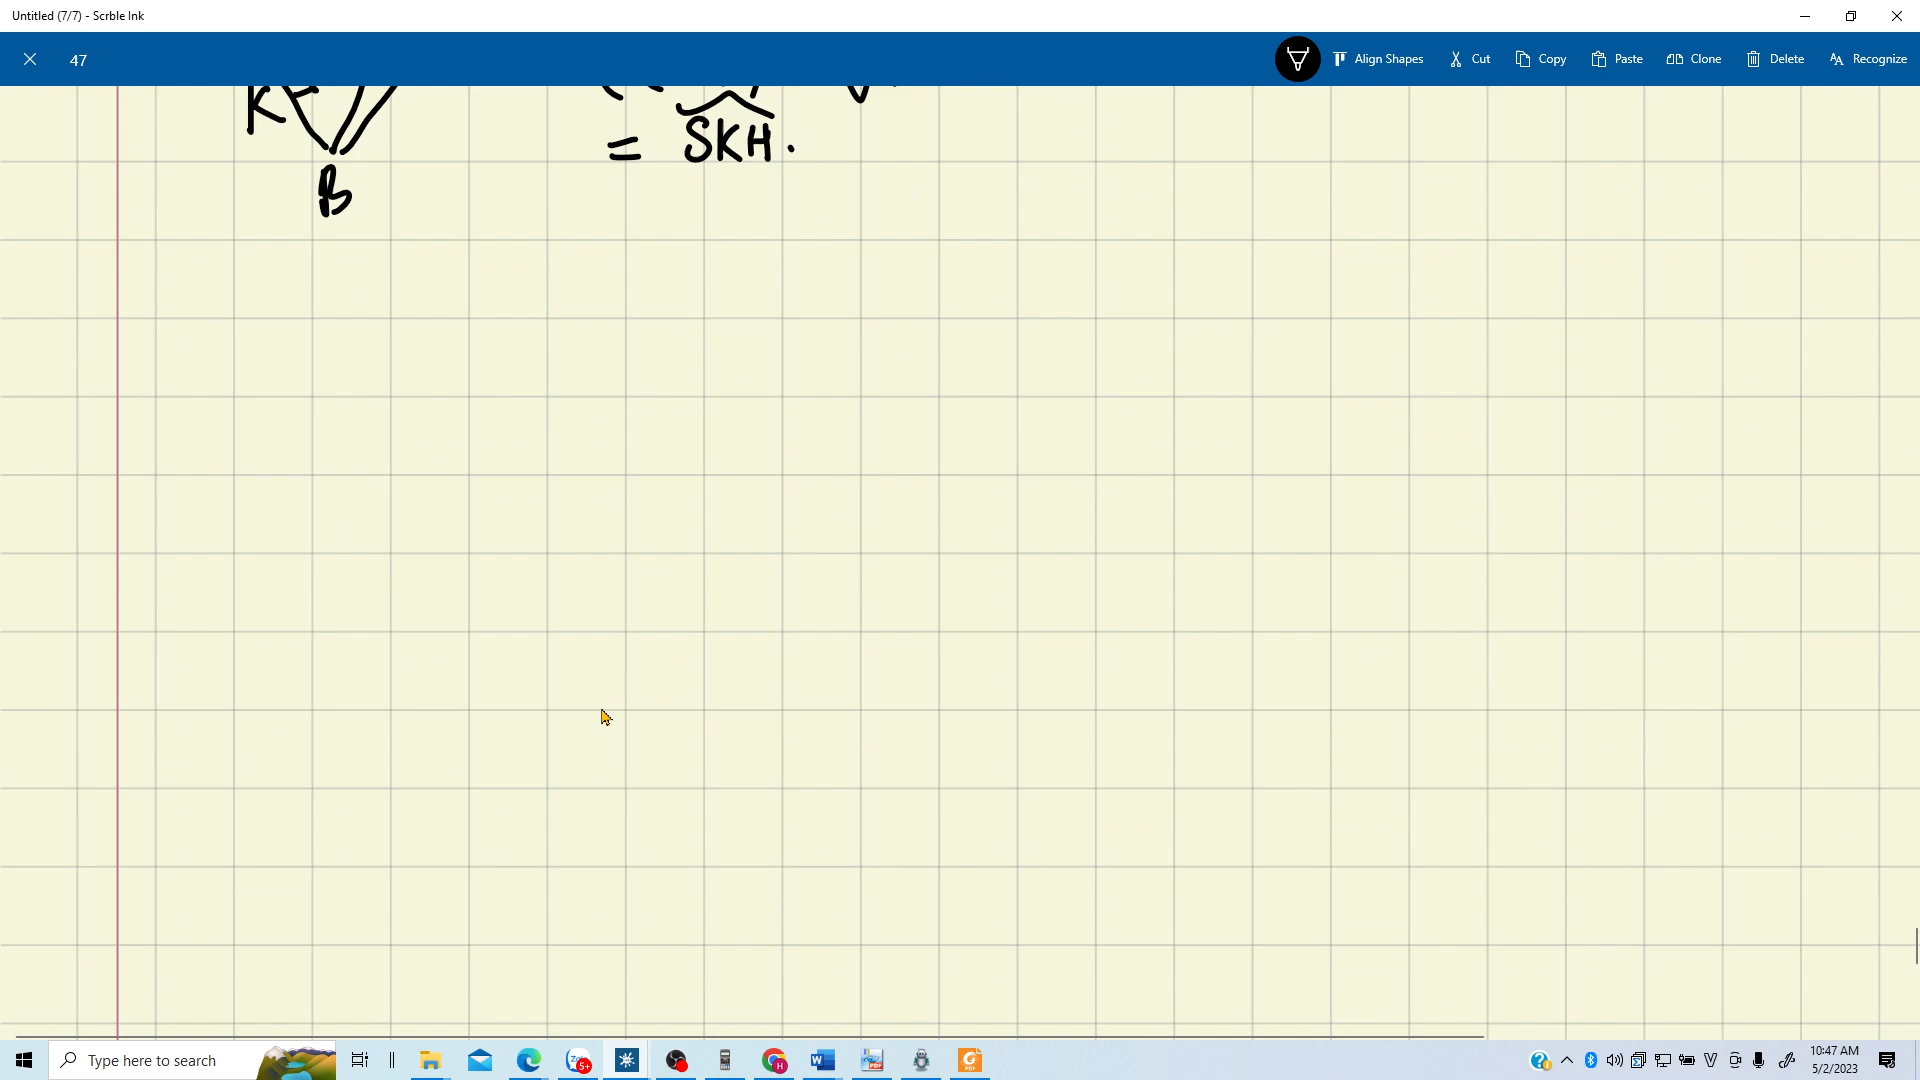 Untitled (7/7) - Scrble Ink
47
Align Shapes
Cut
Copy
Paste
Clone
Delete
Recognize
K
= SKH.
B
Type here to search
10:47 AM
5/2/2023